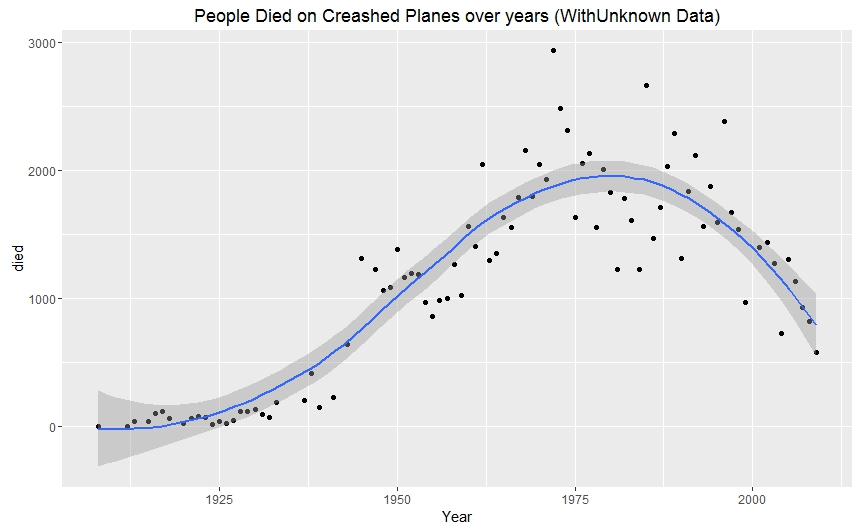 People Died on Creashed Planes over years (WithUnknown Data)
3000
2000
1000
0
died
1925 1950 1975 2000
Year